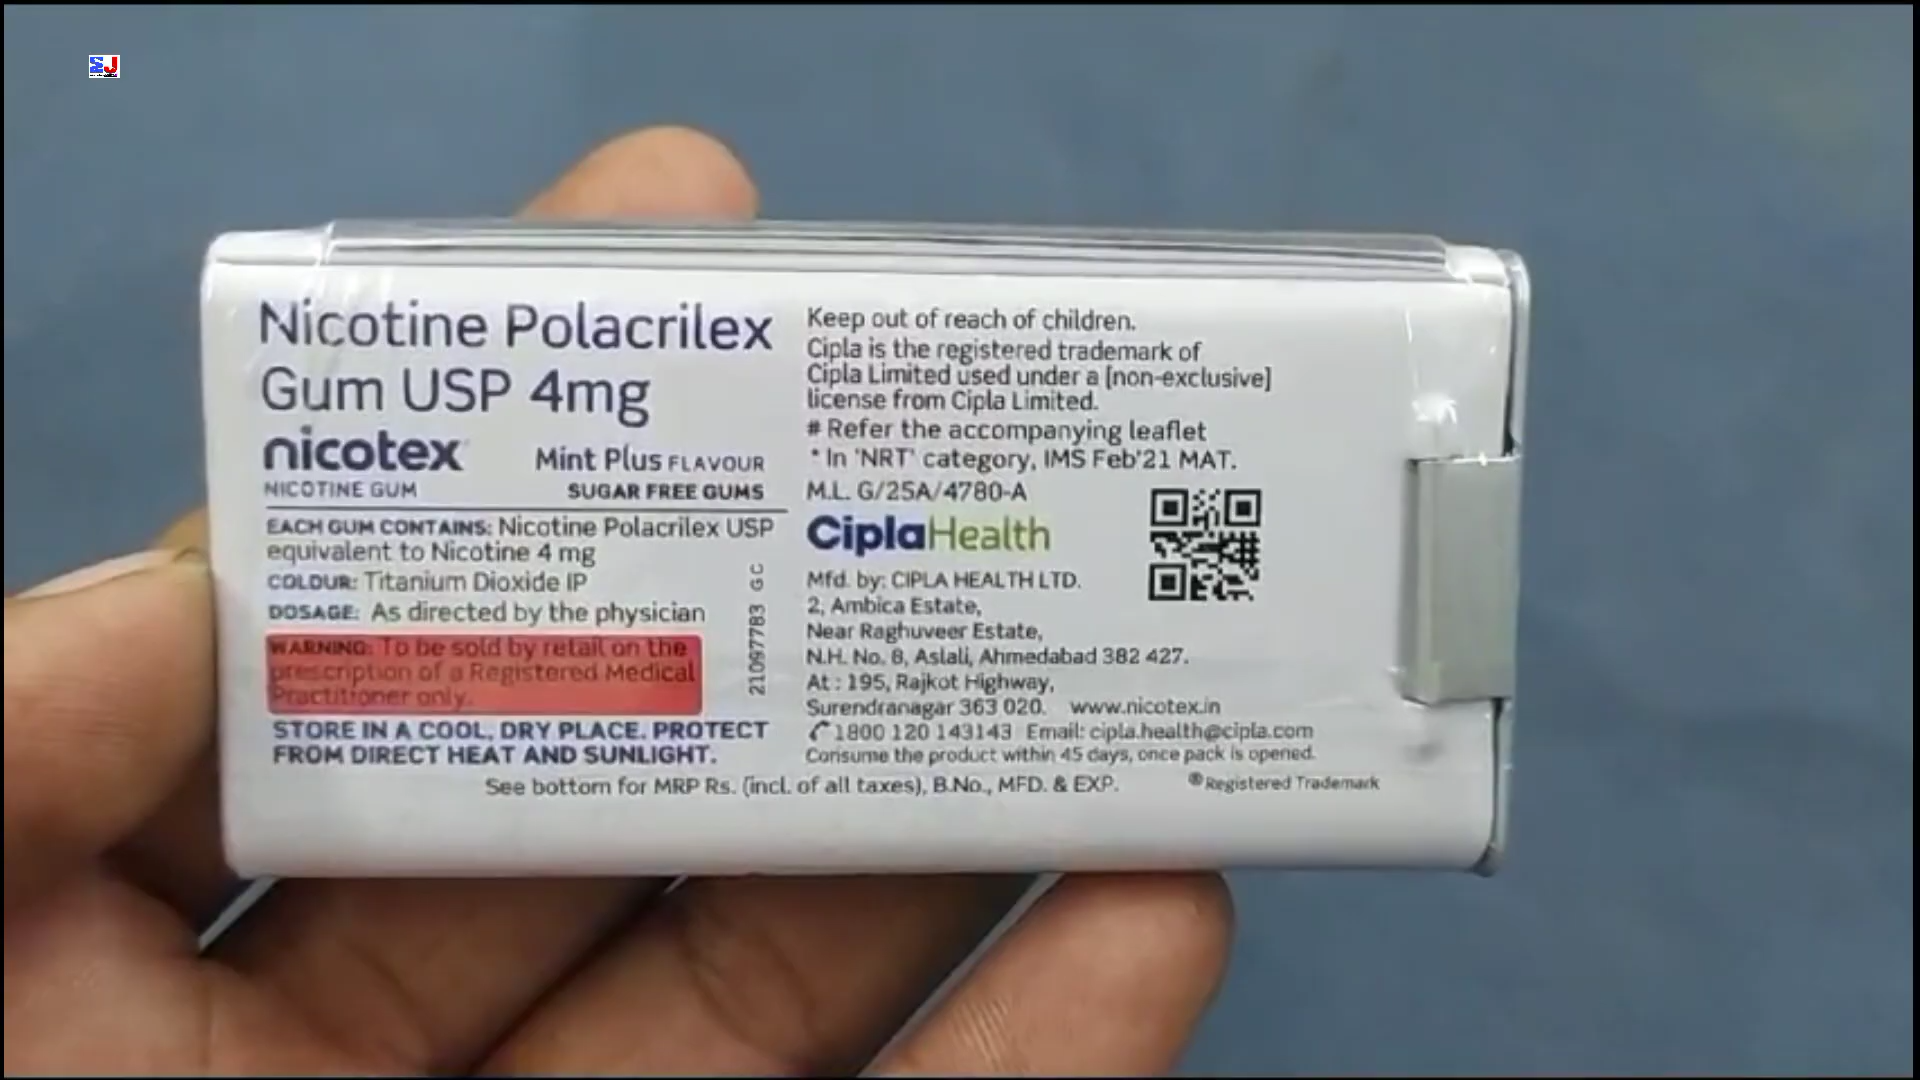 SJ
Nicotine Polacrilex
Gum USP 4mg
nicotex
Mint Plus FLAVOUR
NICOTINE GUM
SUGAR FREE GUMS
EACH GUM CONTAINS: Nicotine Polacrilex USP
equivalent to Nicotine 4 mg
COLOUR: Titanium Dioxide IP
DOSAGE: As directed by the physician
WARNING: To be sold by retail on the
prescription of a Registered Medical
Practitioner only.
STORE IN A COOL, DRY PLACE. PROTECT
FROM DIRECT HEAT AND SUNLIGHT.
21097783 GC
Keep out of reach of children.
Cipla is the registered trademark of
Cipla Limited used under a [non-exclusive]
license from Cipla Limited.
# Refer the accompanying leaflet
* In 'NRT' category, IMS Feb'21 MAT.
M.L. G/25A/4780-A
CiplaHealth
Mfd. by: CIPLA HEALTH LTD.
2, Ambica Estate,
Near Raghuveer Estate,
N.H. No. 8, Aslali, Ahmedabad 382 427.
At : 195, Rajkot Highway,
Surendranagar 363 020. www.nicotex.in
1800 120 143143 Email: cipla.health@cipla.com
Consume the product within 45 days, once pack is opened.
See bottom for MRP Rs. (incl. of all taxes), B.No., MFD. & EXP.
®Registered Trademark